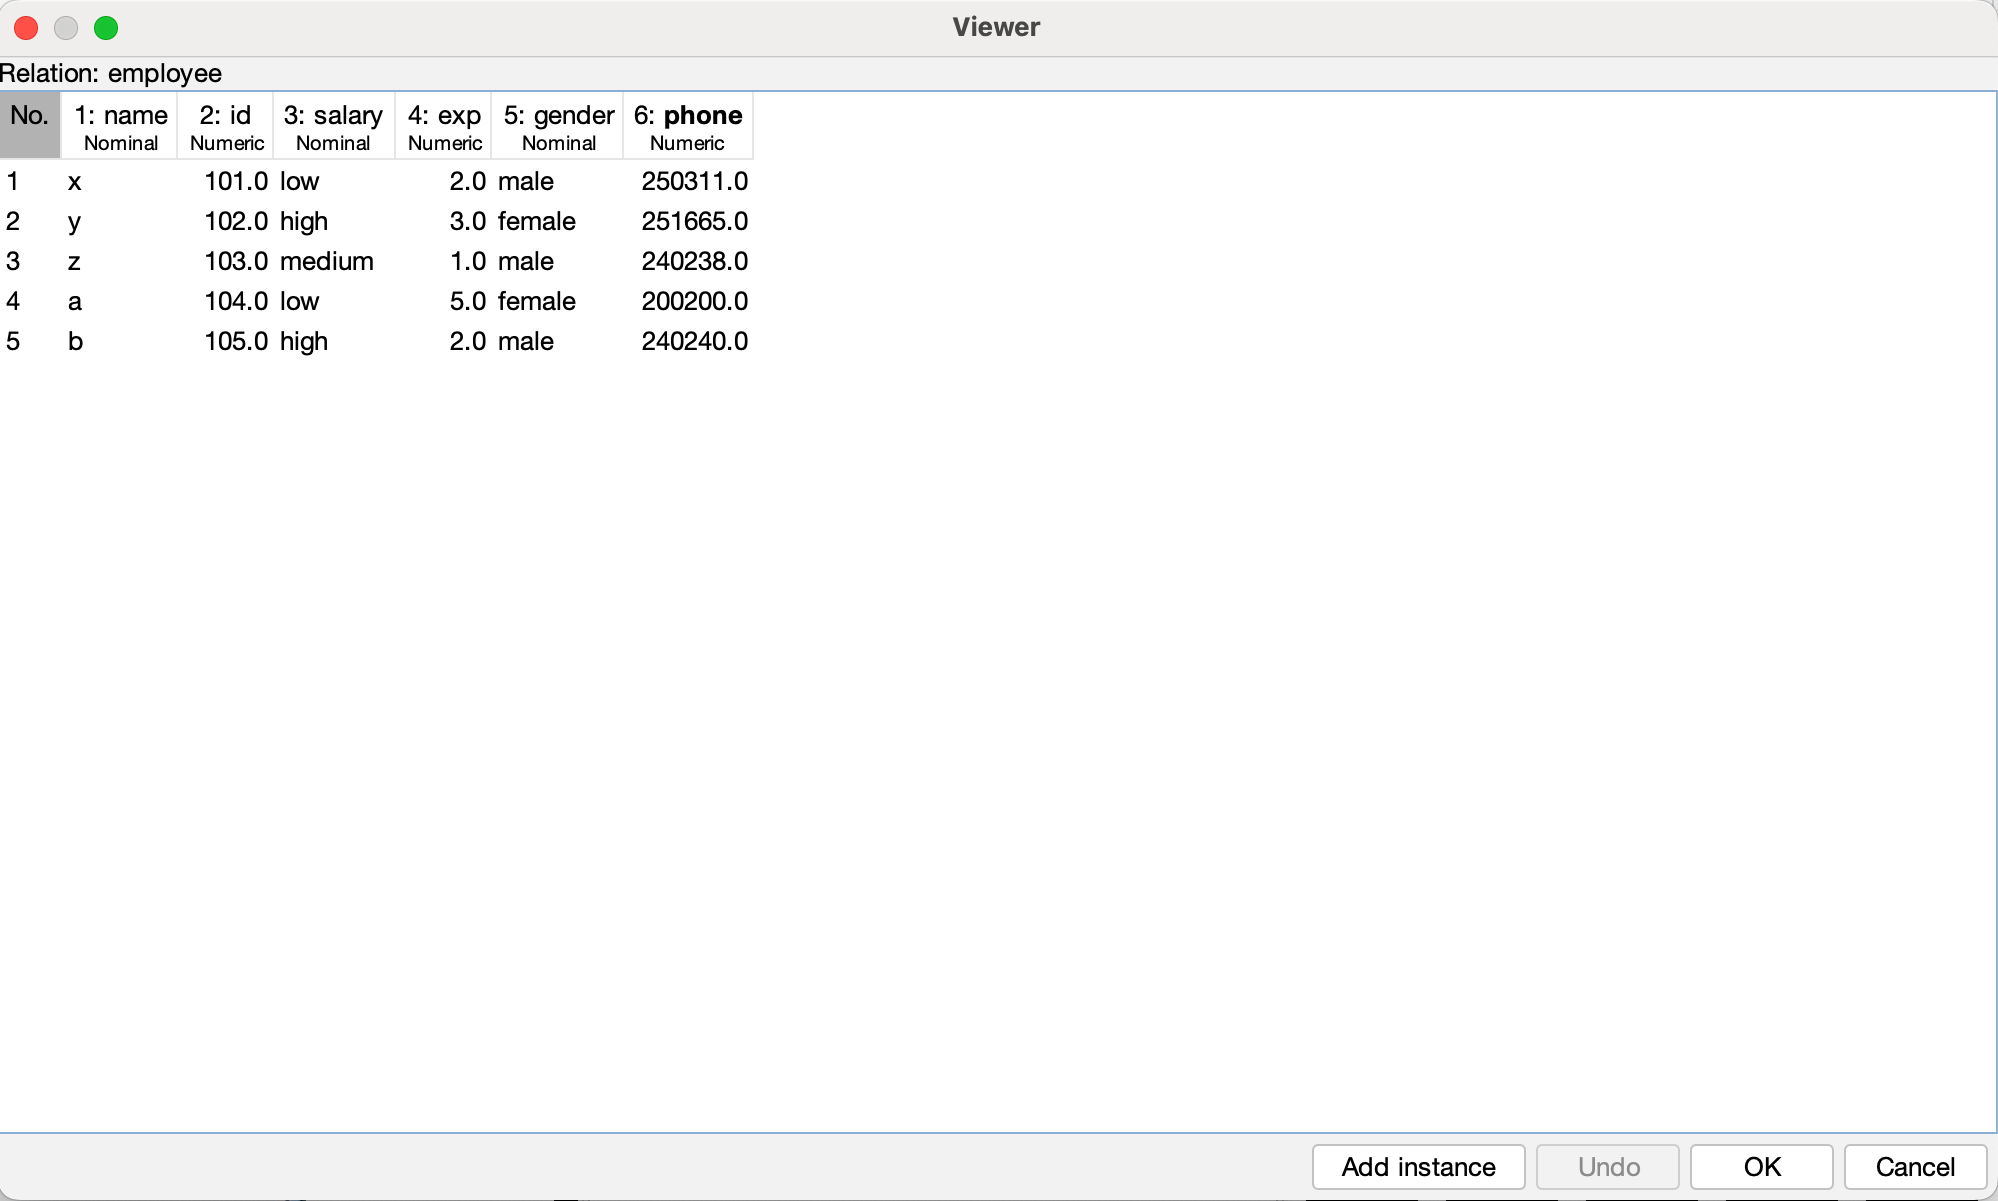 Viewer
Relation: employee
No. 1: name 2: id 3: salary 4: exp 5: gender 6: phone
Nominal Numeric Nominal Numeric Nominal Numeric
1 x 101.0 low 2.0 male 250311.0
2 y 102.0 high 3.0 female 251665.0
3 z 103.0 medium 1.0 male 240238.0
4 a 104.0 low 5.0 female 200200.0
5 b 105.0 high 2.0 male 240240.0
Add instance Undo OK Cancel